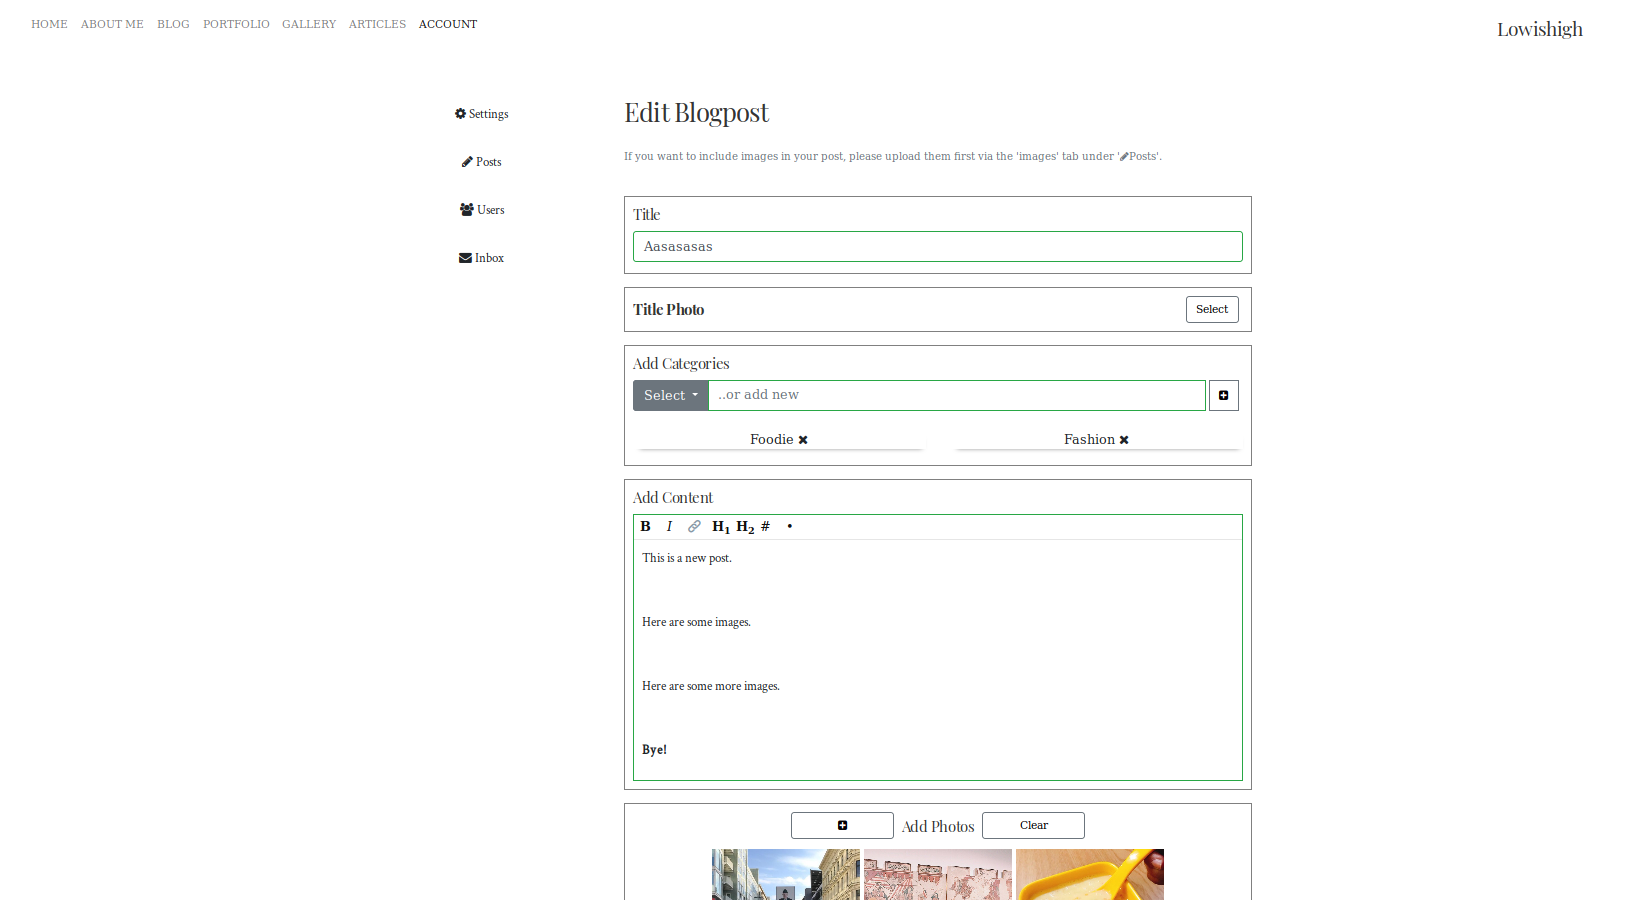 HOME ABOUT ME BLOG PORTFOLIO GALLERY ARTICLES ACCOUNT
Lowishigh
Settings
Posts
Users
Inbox
Edit Blogpost
If you want to include images in your post, please upload them first via the 'images' tab under 'Posts'.
Title
Aasasasas
Title Photo Select
Add Categories
Select ..or add new
Foodie Fashion
Add Content
B I H1 H2 # •
This is a new post.
Here are some images.
Here are some more images.
Bye!
Add Photos Clear